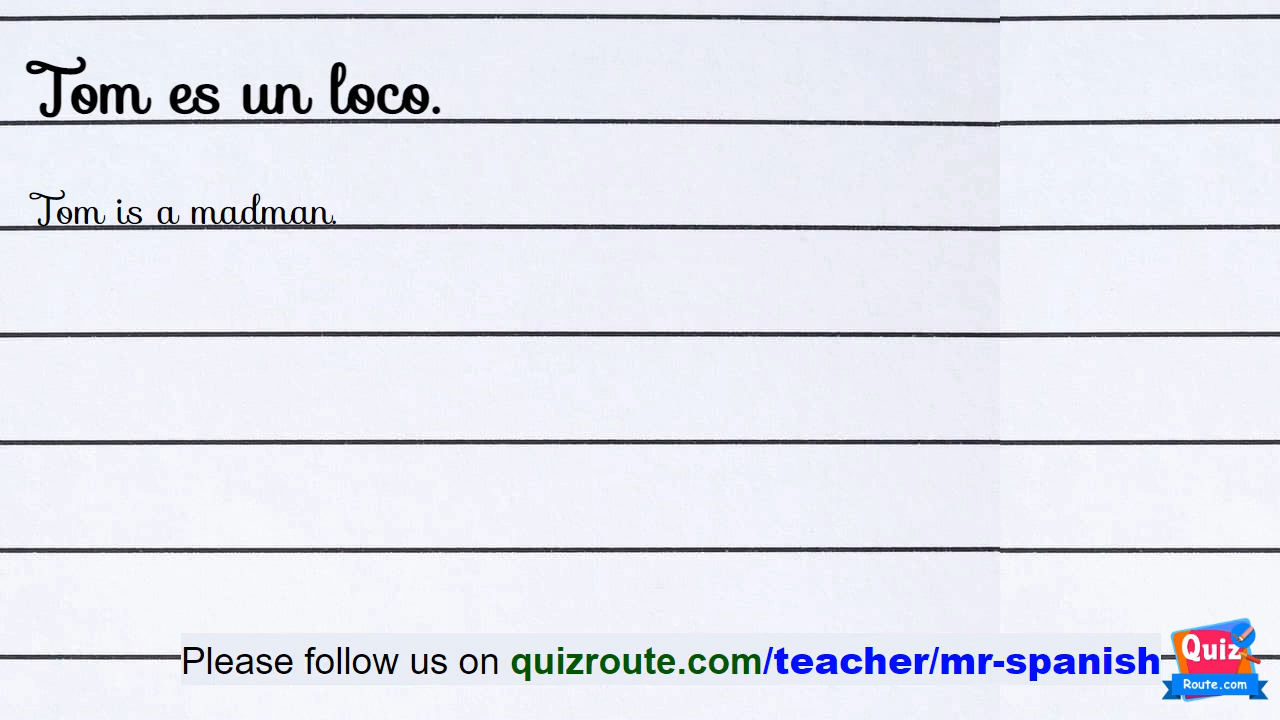 Tom es un loco.
Tom is a madman.
Please follow us on quizroute.com/teacher/mr-spanish
Quiz
Route.com